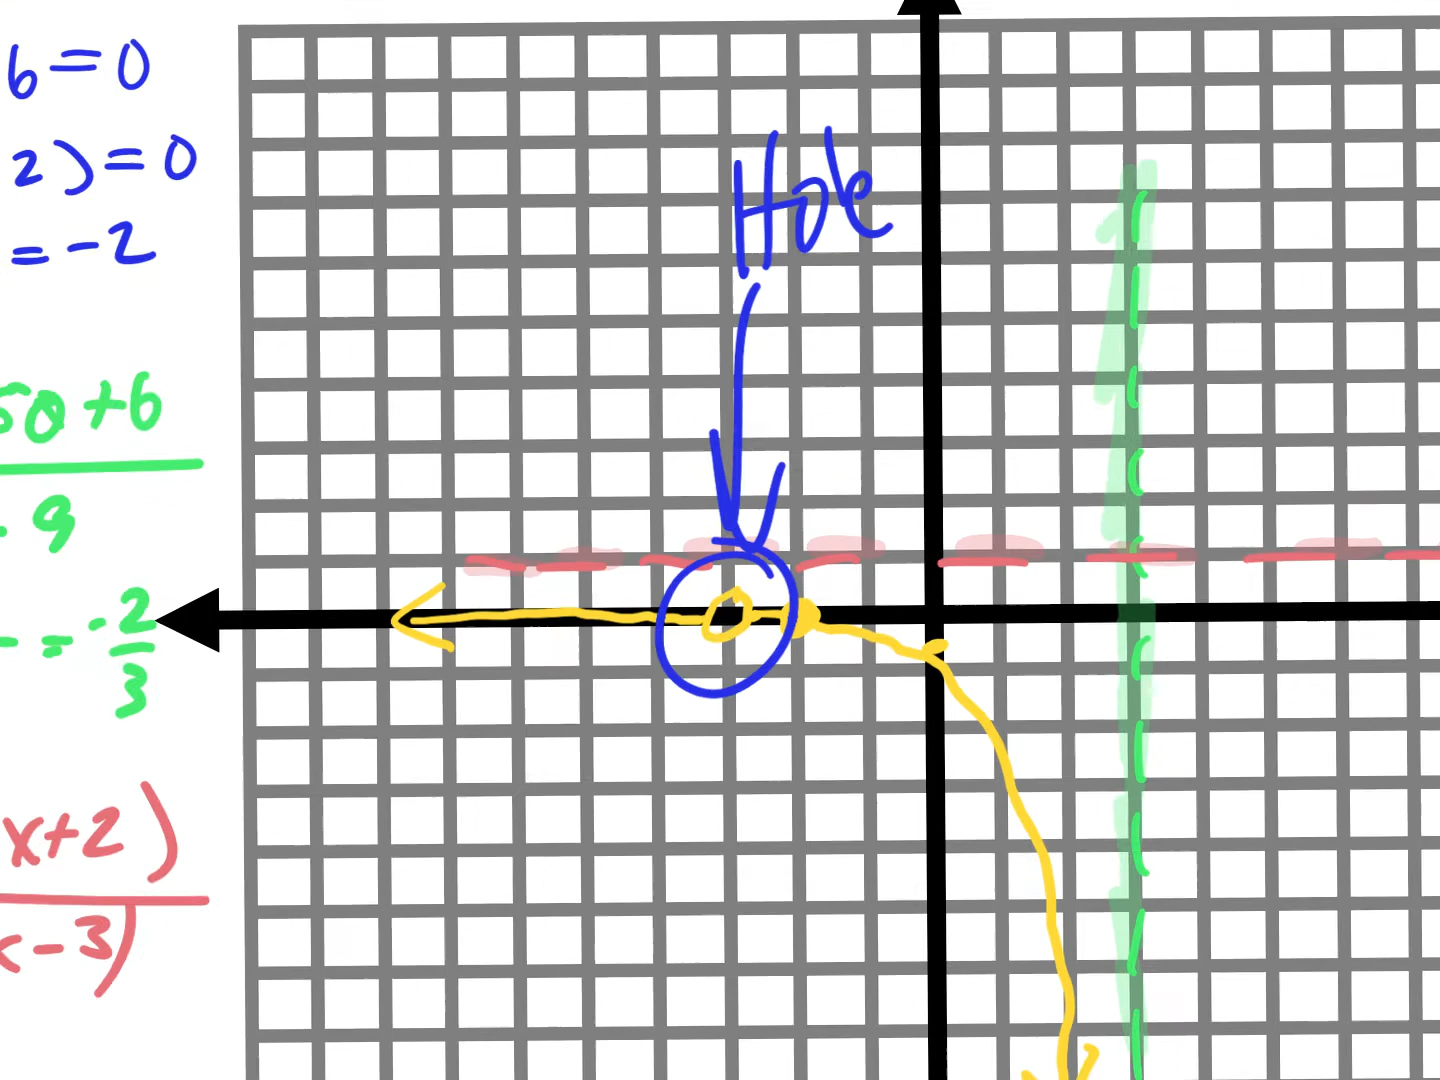 6 = 0
2) = 0
= -2
Hole
50 + 6
9
= -2
3
x+2)
x - 3)